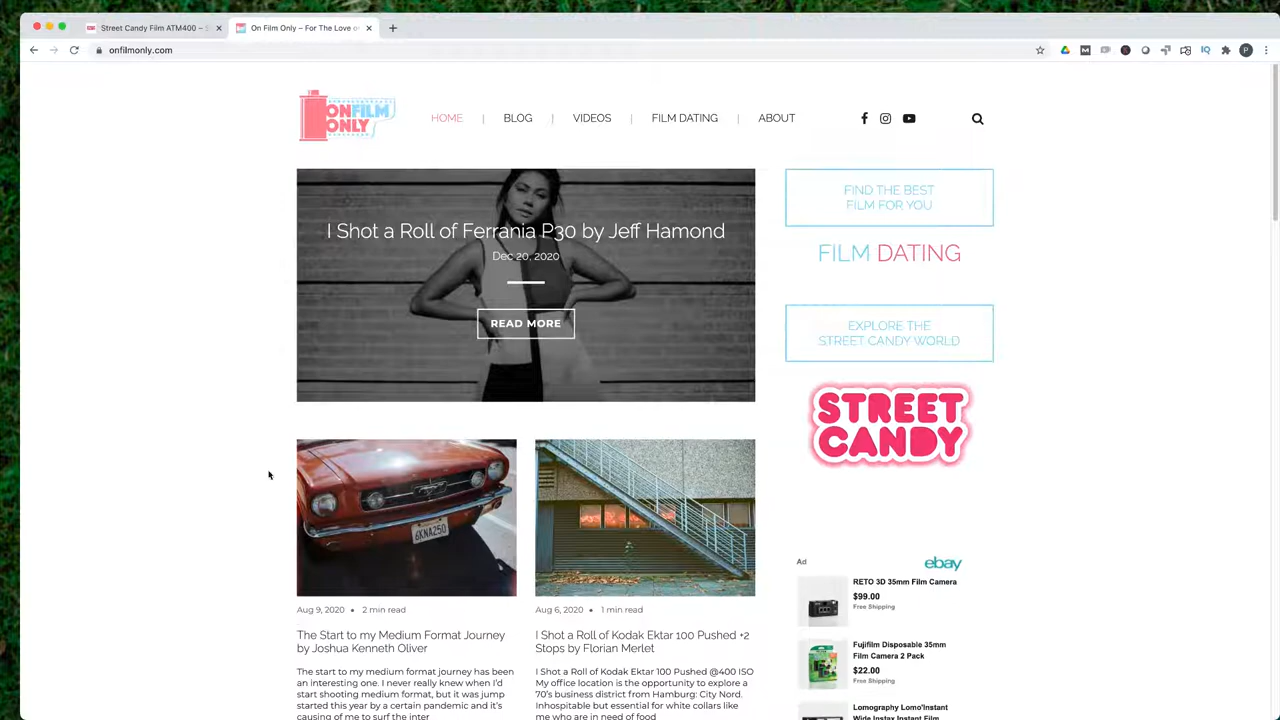 Street Candy Film ATM400 – S
On Film Only – For The Love o
onfilmonly.com
ONFILM
ONLY
HOME
BLOG
VIDEOS
FILM DATING
ABOUT
I Shot a Roll of Ferrania P30 by Jeff Hamond
Dec 20, 2020
READ MORE
FIND THE BEST
FILM FOR YOU
FILM DATING
EXPLORE THE
STREET CANDY WORLD
STREET
CANDY
6KNA250
Aug 9, 2020 • 2 min read
The Start to my Medium Format Journey
by Joshua Kenneth Oliver
The start to my medium format journey has been
an interesting one. I never really knew when I'd
start shooting medium format, but it was jump
started this year by a certain pandemic and it's
causing of me to surf the inter
Aug 6, 2020 • 1 min read
I Shot a Roll of Kodak Ektar 100 Pushed +2
Stops by Florian Merlet
I Shot a Roll of Kodak Ektar 100 Pushed @400 ISO
My office location is the opportunity to explore a
70's business district from Hamburg: City Nord.
Inhospitable but essential for white collars like
me who are in need of food
Ad
ebay
RETO 3D 35mm Film Camera
$99.00
Free Shipping
Fujifilm Disposable 35mm
Film Camera 2 Pack
$22.00
Free Shipping
Lomography Lomo'Instant
Wide Instax Instant Film